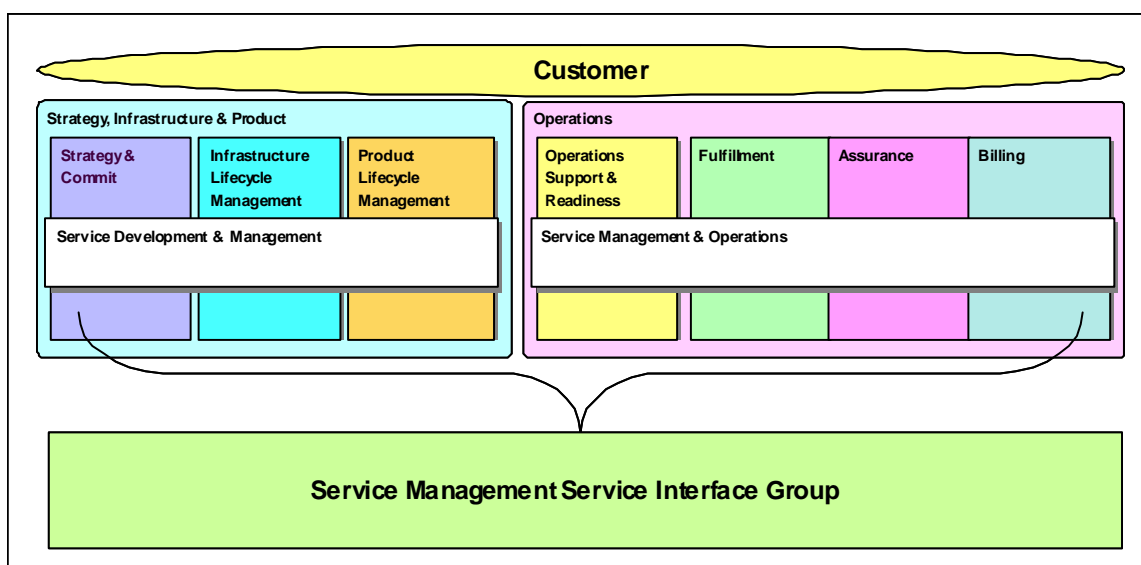 Customer
Strategy, Infrastructure & Product
Operations
Strategy &
Commit
Infrastructure
Lifecycle
Management
Product
Lifecycle
Management
Operations
Support &
Readiness
Fulfillment
Assurance
Billing
Service Development & Management
Service Management & Operations
Service Management Service Interface Group